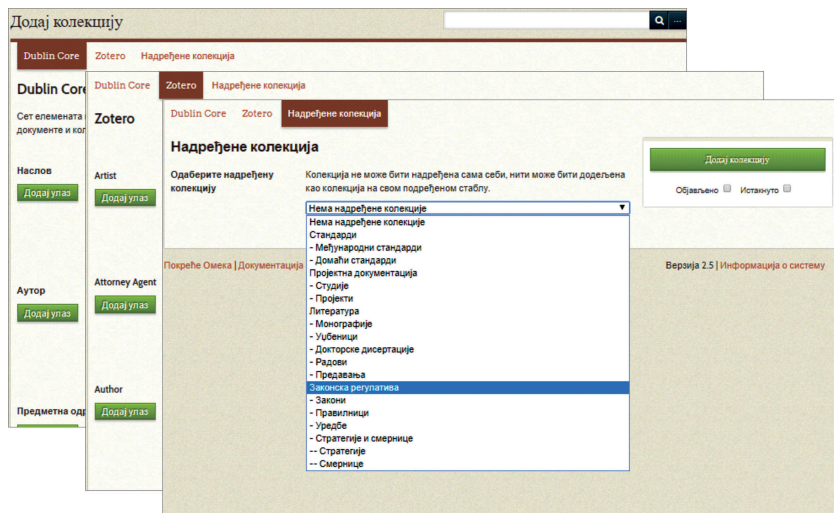 Додај колекцију
...
Dublin Core Zotero Надређене колекција
Dublin Core
Сет елемената
документе и кол
Наслов
Додај улаз
Аутор
Додај улаз
Предметна одр
Dublin Core Zotero Надређене колекција
Zotero
Artist
Додај улаз
Attorney Agent
Додај улаз
Author
Додај улаз
Dublin Core Zotero Надређене колекција
Надређене колекција
Одаберите надређену
колекцију
Колекција не може бити надређена сама себи, нити може бити додељена
као колекција на свом подређеном стаблу.
Нема надређене колекције
Нема надређене колекције
Стандарди
- Међународни стандарди
- Домаћи стандарди
Пројектна документација
- Студије
- Пројекти
Литература
- Монографије
- Уџбеници
- Докторске дисертације
- Радови
- Предавања
Законска регулатива
- Закони
- Правилници
- Уредбе
- Стратегије и смернице
-- Стратегије
-- Смернице
Додај колекцију
Објављено Истакнуто
Покреће Омека | Документација
Верзија 2.5 | Информација о систему